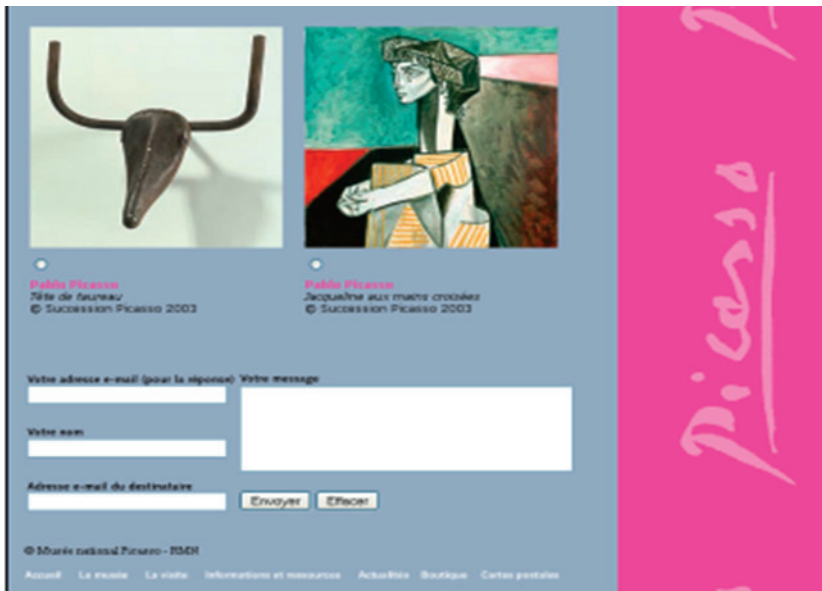 Pablo Picasso
Tête de taureau
© Succession Picasso 2003
Pablo Picasso
Jacqueline aux mains croisées
© Succession Picasso 2003
Votre adresse e-mail (pour la réponse)
Votre message
Votre nom
Adresse e-mail du destinataire
Envoyer
Effacer
© Musée national Picasso - RMN
Accueil La musée La visite Informations et ressources Actualités Boutique Cartes postales
Picasso